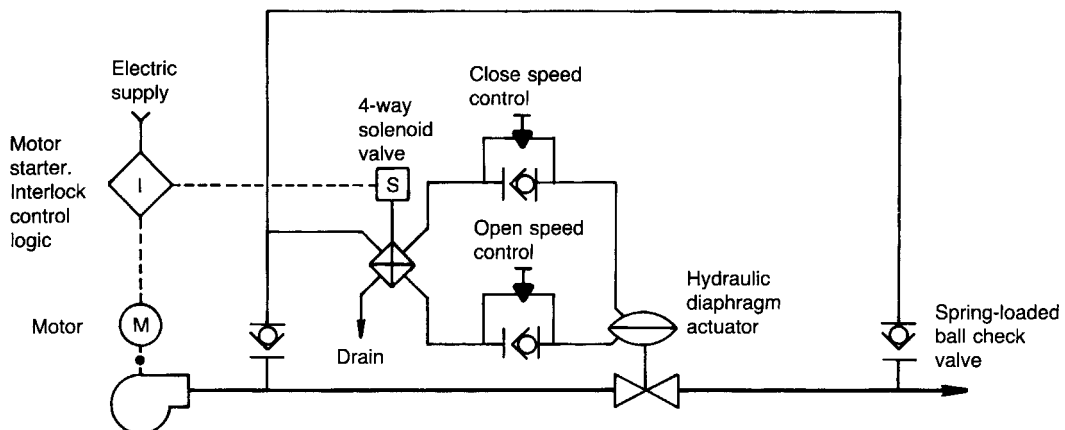 Electric
supply
Motor
starter.
Interlock
control
logic
I
4-way
solenoid
valve
S
Close speed
control
Open speed
control
Hydraulic
diaphragm
actuator
Spring-loaded
ball check
valve
Motor
M
Drain